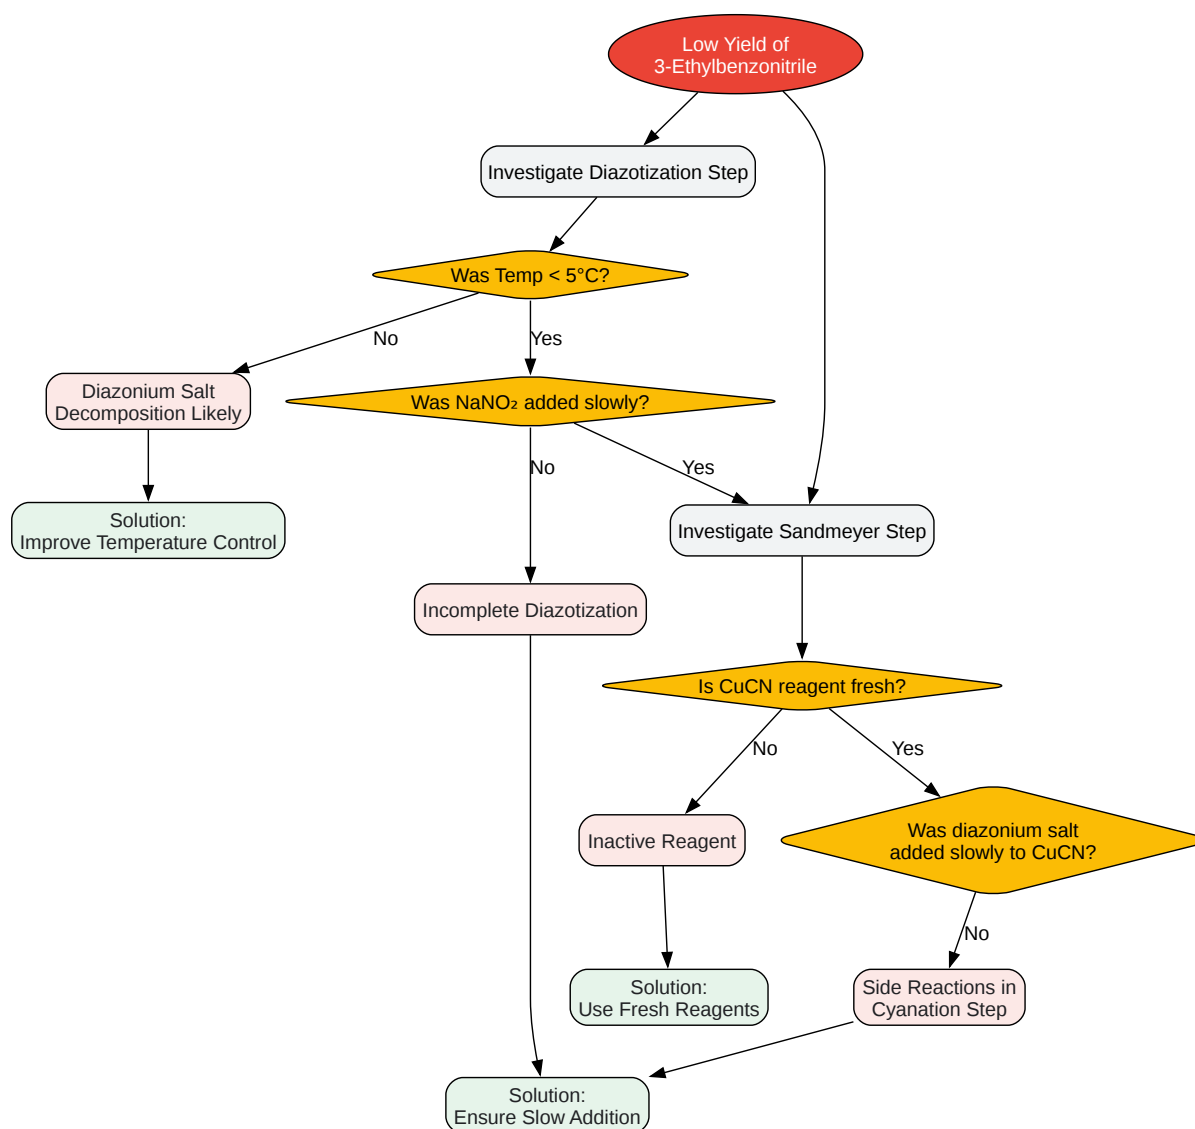 Low Yield of
3-Ethylbenzonitrile
Investigate Diazotization Step
Was Temp < 5°C?
No
Yes
Diazonium Salt
Decomposition Likely
Was NaNO₂ added slowly?
No
Yes
Solution:
Improve Temperature Control
Investigate Sandmeyer Step
Incomplete Diazotization
Is CuCN reagent fresh?
No
Yes
Inactive Reagent
Was diazonium salt
added slowly to CuCN?
No
Solution:
Use Fresh Reagents
Side Reactions in
Cyanation Step
Solution:
Ensure Slow Addition